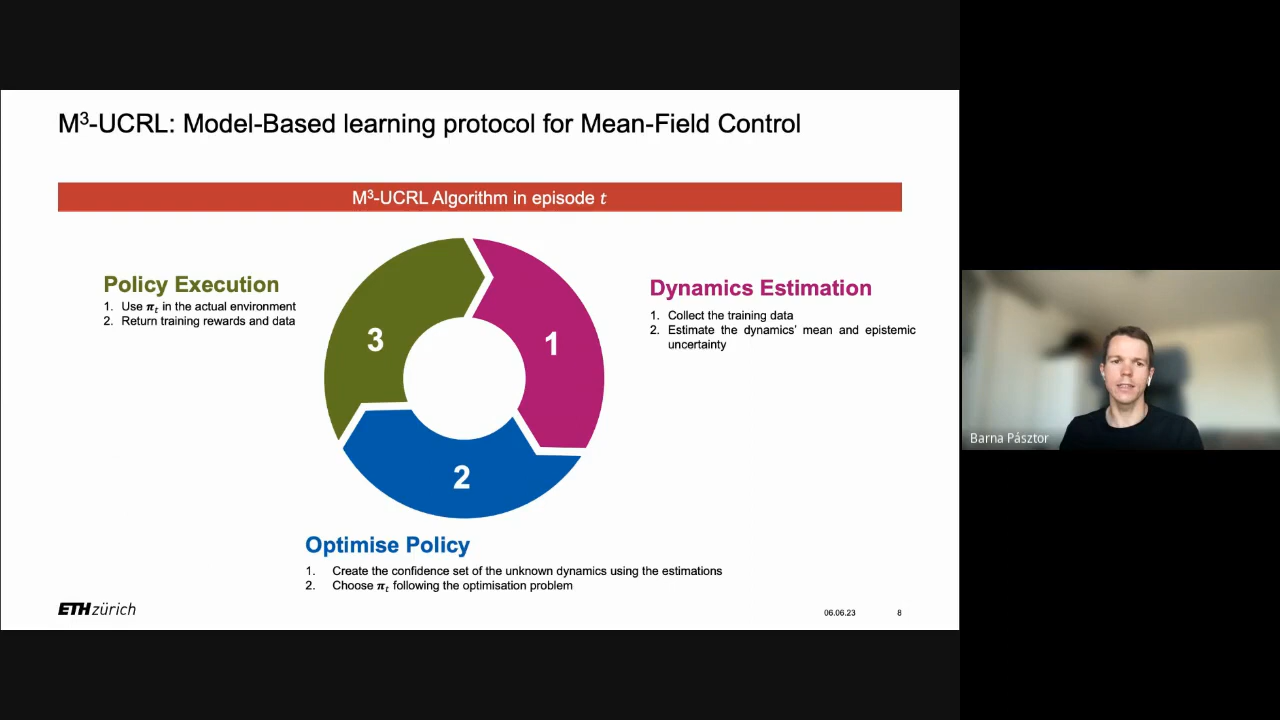 M³-UCRL: Model-Based learning protocol for Mean-Field Control
M³-UCRL Algorithm in episode t
Policy Execution
1. Use π_t in the actual environment
2. Return training rewards and data
3
1
Dynamics Estimation
1. Collect the training data
2. Estimate the dynamics' mean and epistemic
uncertainty
2
Optimise Policy
1. Create the confidence set of the unknown dynamics using the estimations
2. Choose π_t following the optimisation problem
ETH zürich
06.06.23
8
Barna Pásztor